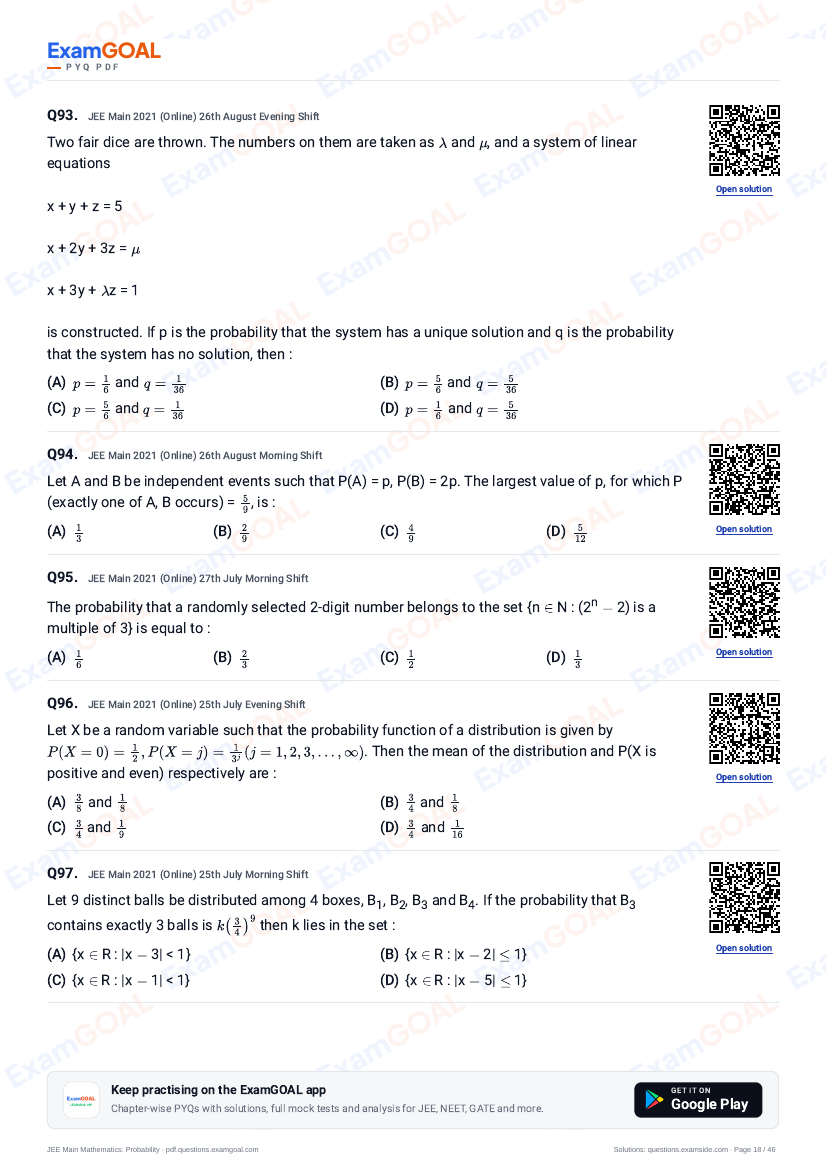 ExamGOAL
PYQ PDF
Q93. JEE Main 2021 (Online) 26th August Evening Shift
Open solution
Two fair dice are thrown. The numbers on them are taken as λ and μ, and a system of linear
equations
x + y + z = 5
x + 2y + 3z = μ
x + 3y + λz = 1
is constructed. If p is the probability that the system has a unique solution and q is the probability
that the system has no solution, then :
(A) p = 1/6 and q = 1/36 (B) p = 5/6 and q = 5/36
(C) p = 5/6 and q = 1/36 (D) p = 1/6 and q = 5/36
Q94. JEE Main 2021 (Online) 26th August Morning Shift
Let A and B be independent events such that P(A) = p, P(B) = 2p. The largest value of p, for which P
(exactly one of A, B occurs) = 5/9, is :
(A) 1/3 (B) 2/9 (C) 4/9 (D) 5/12
Open solution
Q95. JEE Main 2021 (Online) 27th July Morning Shift
The probability that a randomly selected 2-digit number belongs to the set {n ∈ N : (2^n − 2) is a
multiple of 3} is equal to :
(A) 1/6 (B) 2/3 (C) 1/2 (D) 1/3
Open solution
Q96. JEE Main 2021 (Online) 25th July Evening Shift
Let X be a random variable such that the probability function of a distribution is given by
P(X = 0) = 1/2, P(X = j) = 1/3^j (j = 1, 2, 3, . . . , ∞). Then the mean of the distribution and P(X is
positive and even) respectively are :
Open solution
(A) 3/8 and 1/8 (B) 3/4 and 1/8
(C) 3/4 and 1/9 (D) 3/4 and 1/16
Q97. JEE Main 2021 (Online) 25th July Morning Shift
Let 9 distinct balls be distributed among 4 boxes, B₁, B₂, B₃ and B₄. If the probability that B₃
contains exactly 3 balls is k(3/4)^9 then k lies in the set :
Open solution
(A) {x ∈ R : |x − 3| < 1} (B) {x ∈ R : |x − 2| ≤ 1}
(C) {x ∈ R : |x − 1| < 1} (D) {x ∈ R : |x − 5| ≤ 1}
Keep practising on the ExamGOAL app
Chapter-wise PYQs with solutions, full mock tests and analysis for JEE, NEET, GATE and more.
GET IT ON
Google Play
JEE Main Mathematics: Probability · pdf.questions.examgoal.com
Solutions: questions.examside.com · Page 18 / 46